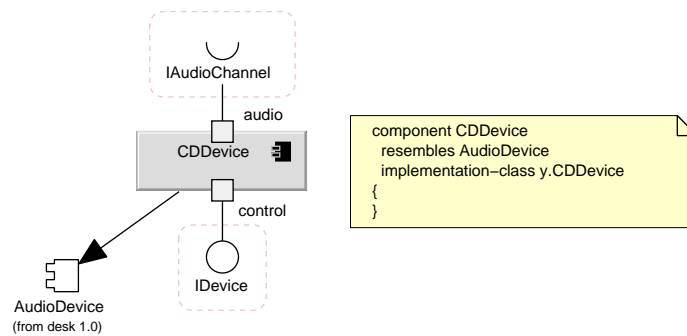 IAudioChannel
audio
CDDevice
control
IDevice
AudioDevice
(from desk 1.0)
component CDDevice
resembles AudioDevice
implementation−class y.CDDevice
{
}